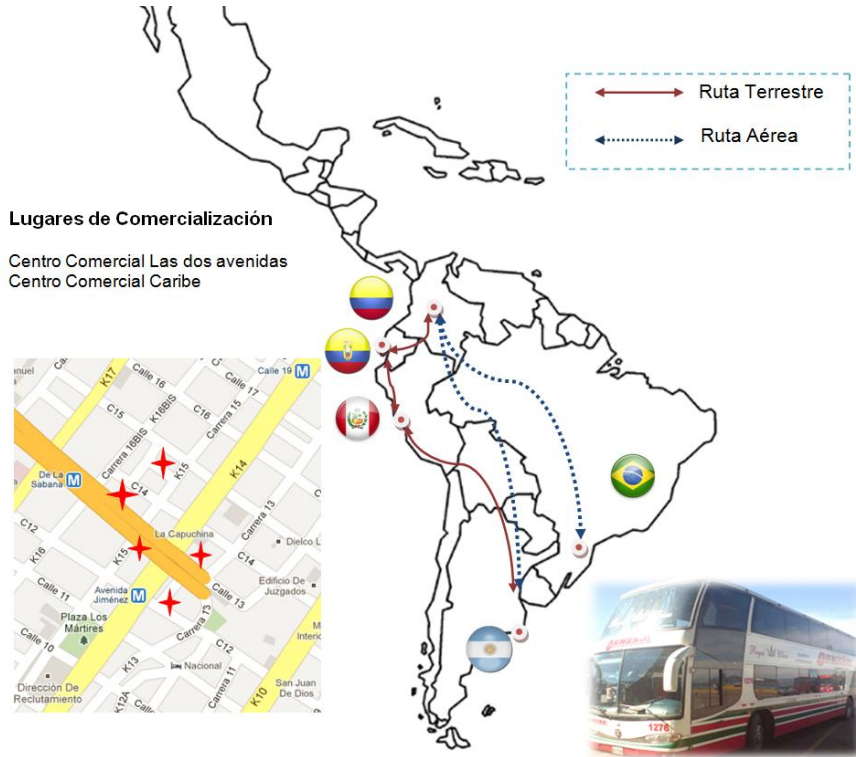 Ruta Terrestre
Ruta Aérea
Lugares de Comercialización
Centro Comercial Las dos avenidas
Centro Comercial Caribe
Calle 19
Calle 16
Calle 17
K17
K16BIS
C15
C16
Carrera 15
Carrera 16BIS
K15
K14
De La
Sabana
C14
Carrera 13
C12
La Capuchina
Dielco L
K16
K15
C14
Calle 11
Avenida
Jiménez
Calle 13
Edificio De
Juzgados
Plaza Los
Mártires
Carrera 13
Calle 10
C12
Interio
K13
Nacional
Carrera 11
San Juan
De Dios
Dirección De
Reclutamiento
K12A
K10
1276